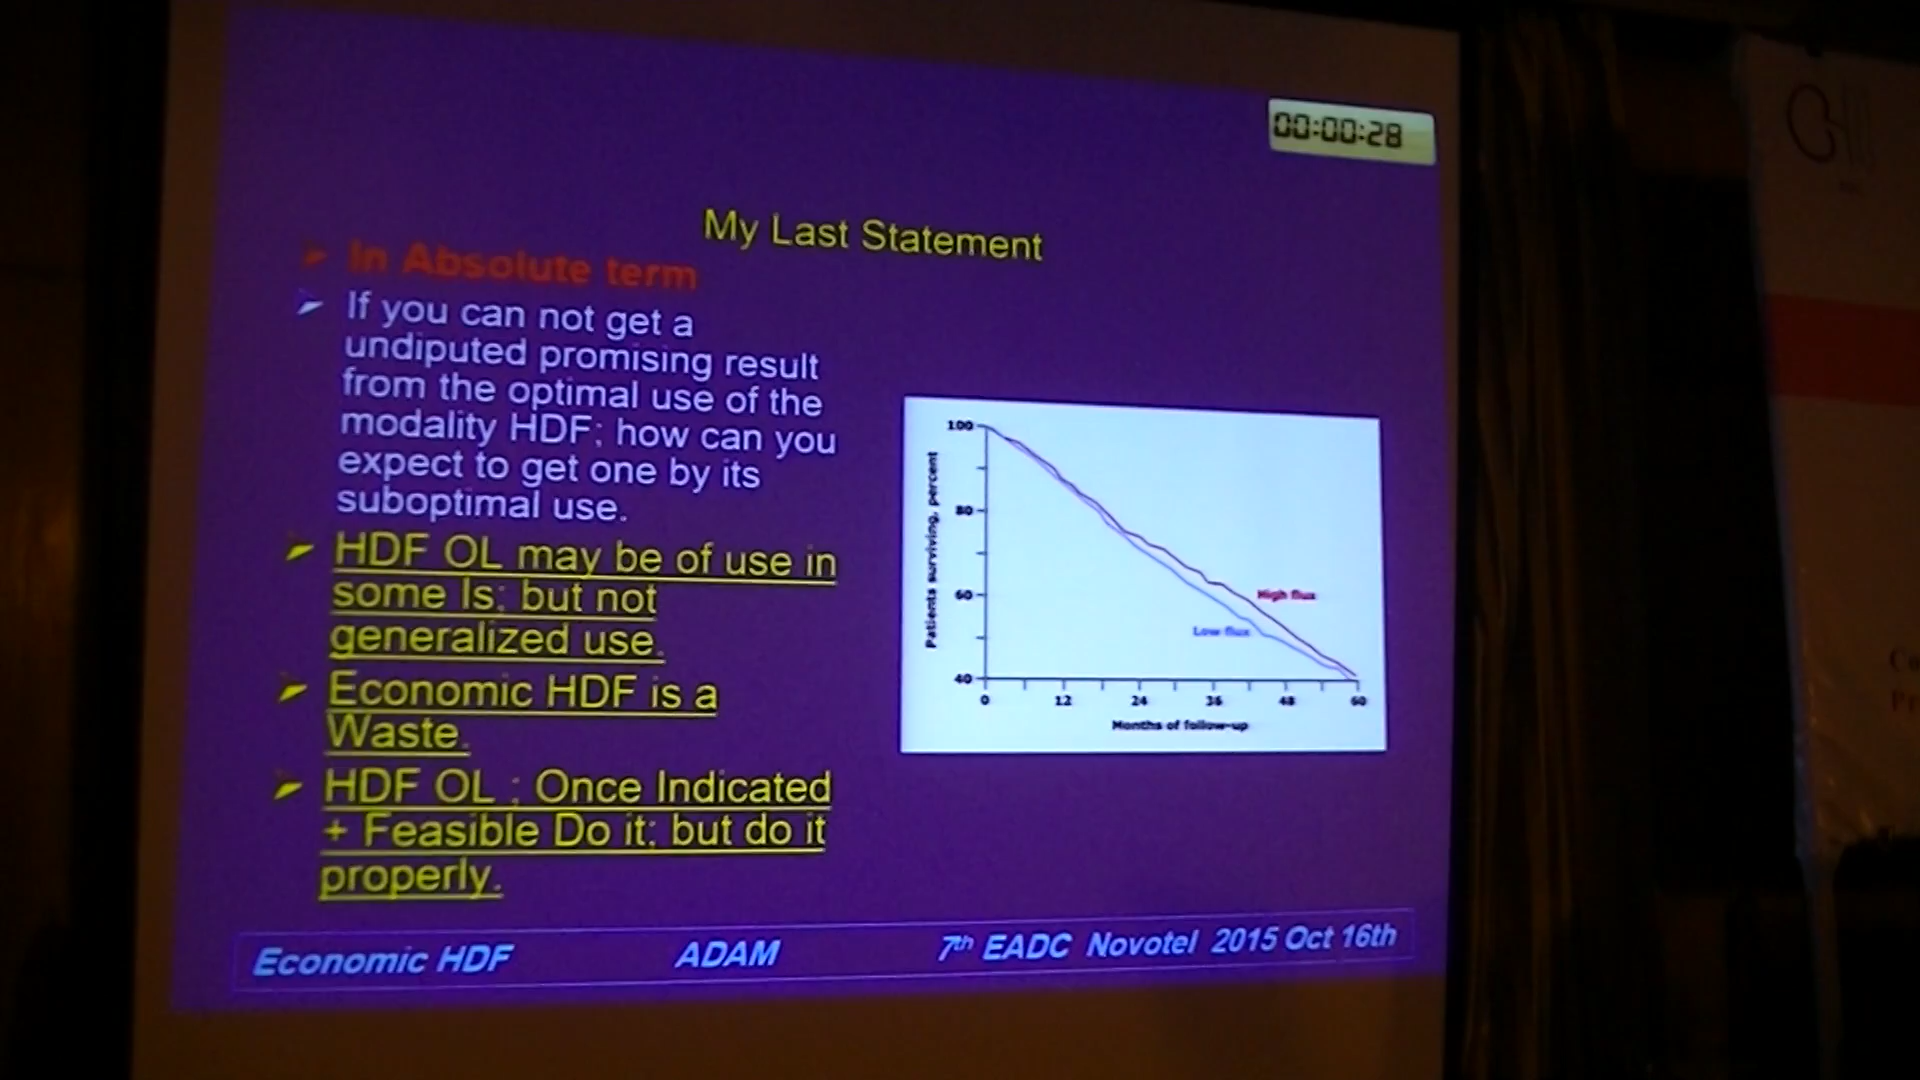 00:00:28
My Last Statement
In Absolute term
If you can not get a
undiputed promising result
from the optimal use of the
modality HDF; how can you
expect to get one by its
suboptimal use.
HDF OL may be of use in
some Is; but not
generalized use.
Economic HDF is a
Waste.
HDF OL ; Once Indicated
+ Feasible Do it; but do it
properly.
Patients surviving, percent
100
80
60
40
High flux
Low flux
0 12 24 36 48 60
Months of follow-up
Economic HDF ADAM 7th EADC Novotel 2015 Oct 16th